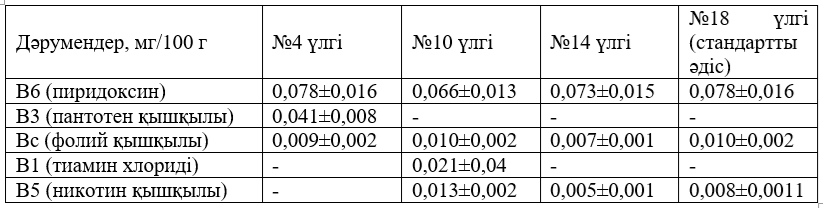 Дәрумендер, мг/100 г №4 үлгі №10 үлгі №14 үлгі №18 үлгі (стандартты әдіс)
В6 (пиридоксин) 0,078±0,016 0,066±0,013 0,073±0,015 0,078±0,016
В3 (пантотен қышқылы) 0,041±0,008 - - -
Вс (фолий қышқылы) 0,009±0,002 0,010±0,002 0,007±0,001 0,010±0,002
В1 (тиамин хлориді) - 0,021±0,04 - -
В5 (никотин қышқылы) - 0,013±0,002 0,005±0,001 0,008±0,0011